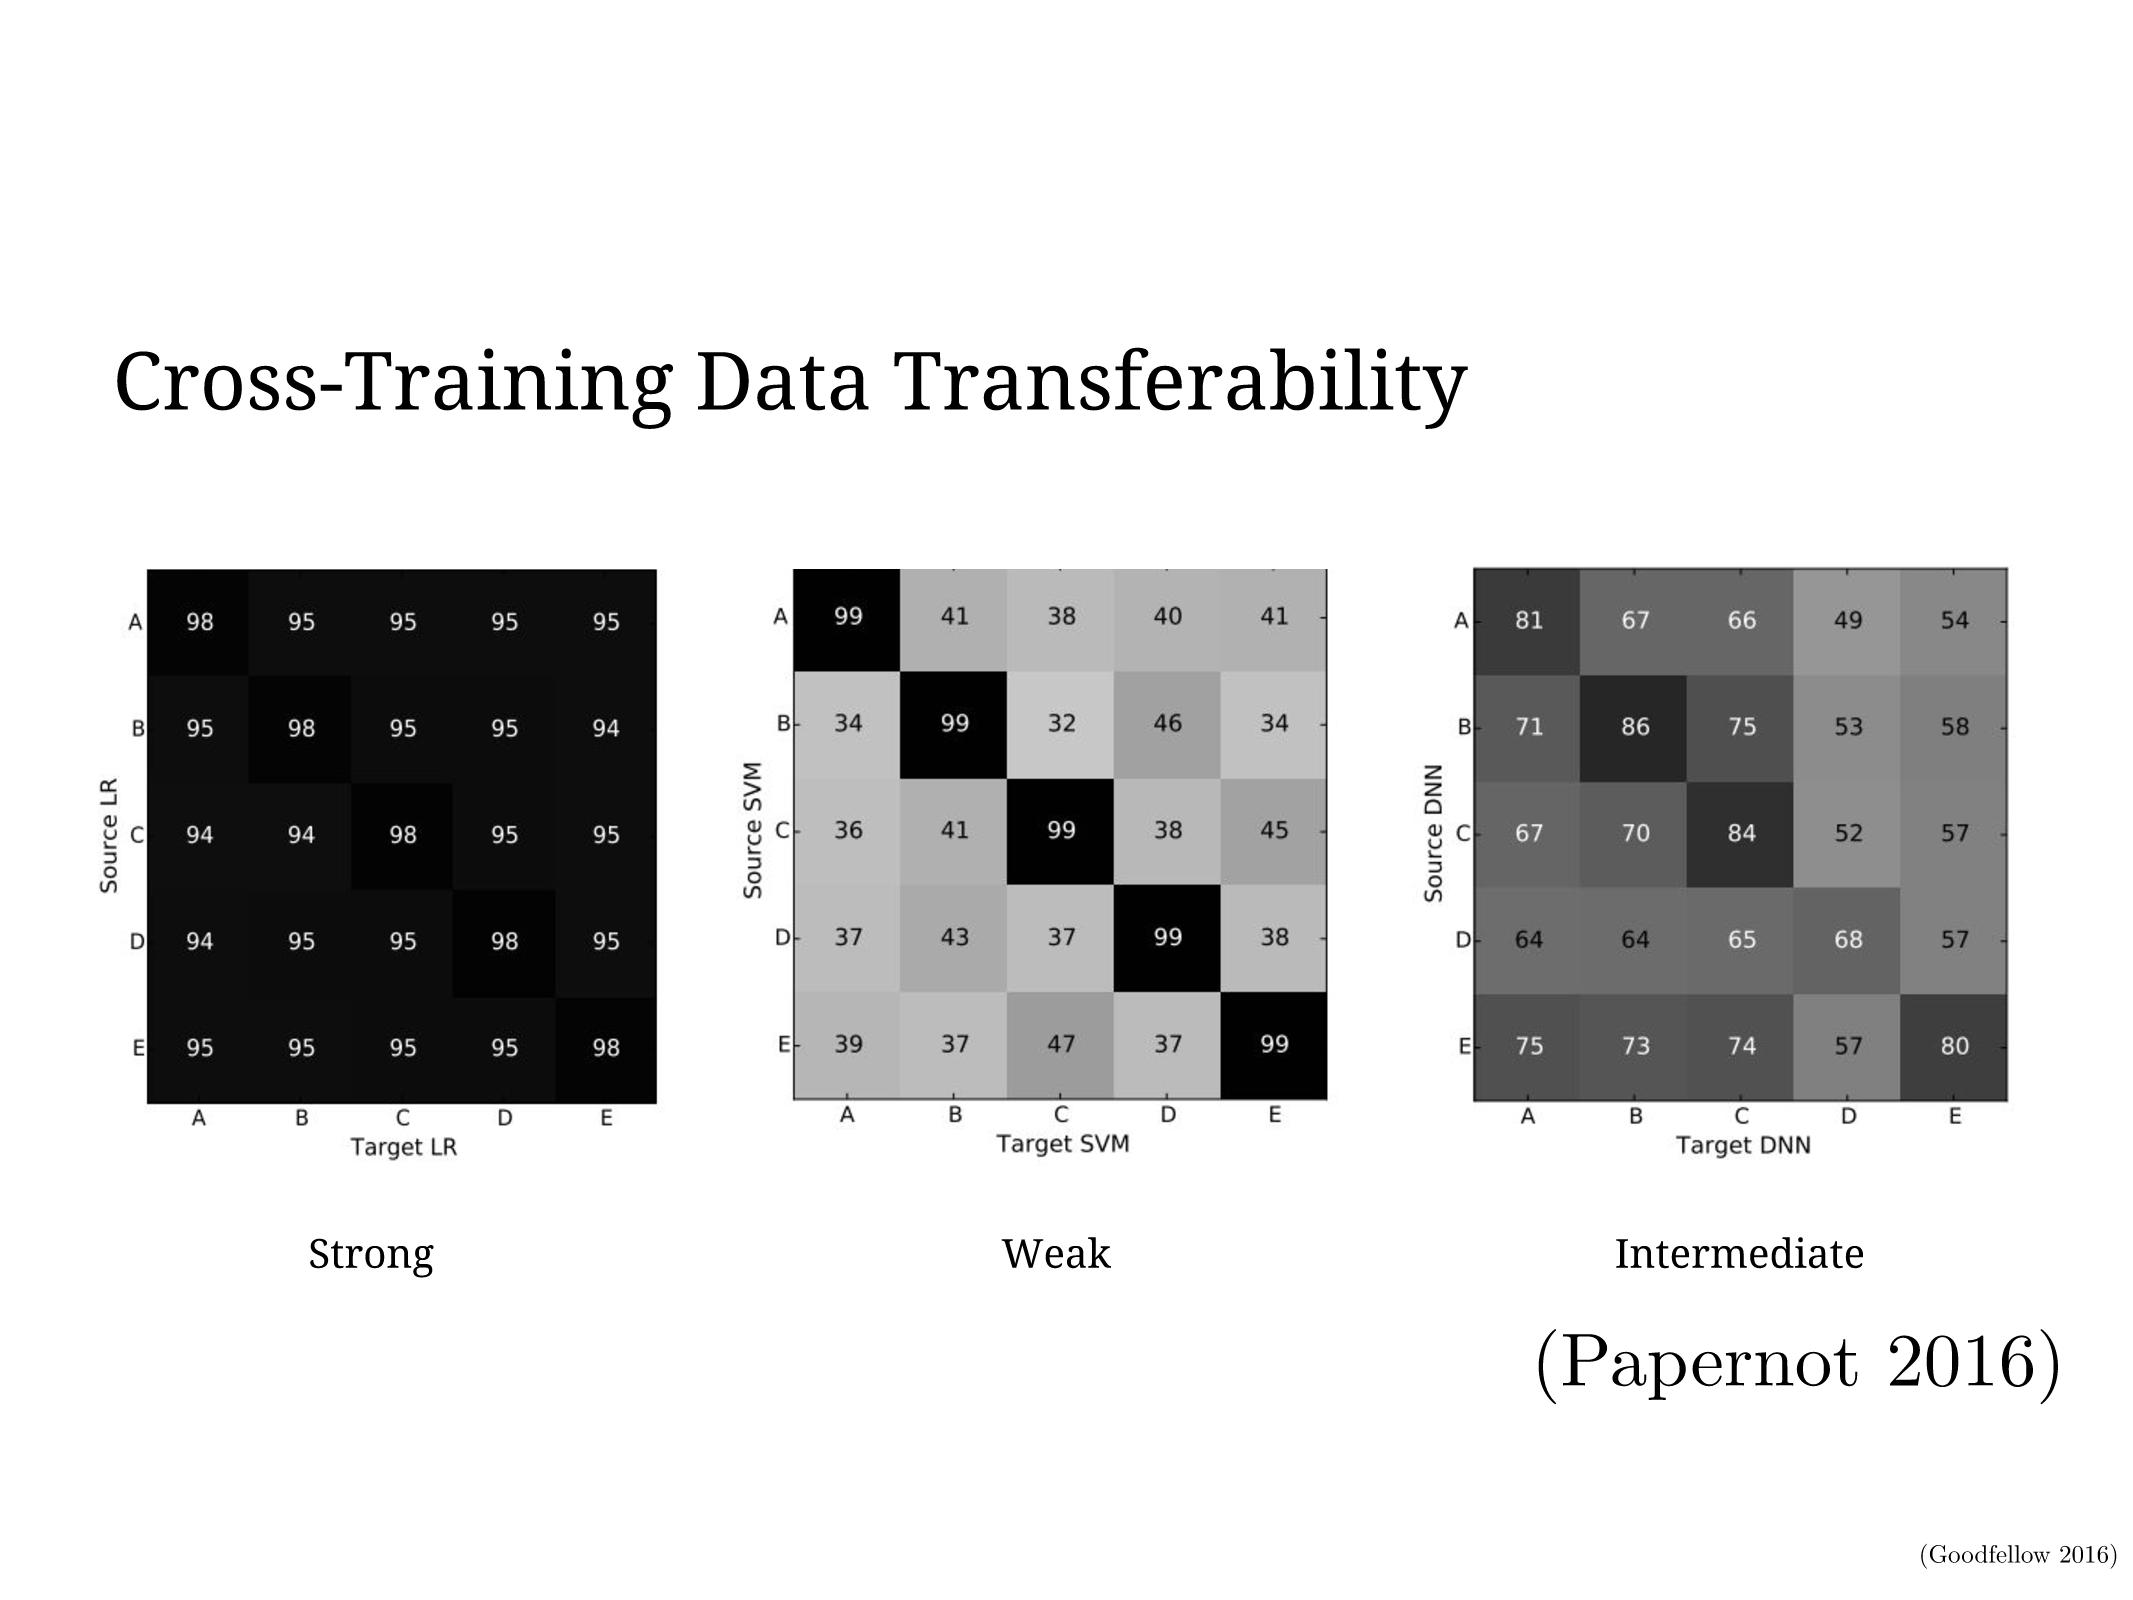 Cross-Training Data Transferability
Source LR
A 98 95 95 95 95
B 95 98 95 95 94
C 94 94 98 95 95
D 94 95 95 98 95
E 95 95 95 95 98
A B C D E
Target LR
Strong
Source SVM
A 99 41 38 40 41
B 34 99 32 46 34
C 36 41 99 38 45
D 37 43 37 99 38
E 39 37 47 37 99
A B C D E
Target SVM
Weak
Source DNN
A 81 67 66 49 54
B 71 86 75 53 58
C 67 70 84 52 57
D 64 64 65 68 57
E 75 73 74 57 80
A B C D E
Target DNN
Intermediate
(Papernot 2016)
(Goodfellow 2016)